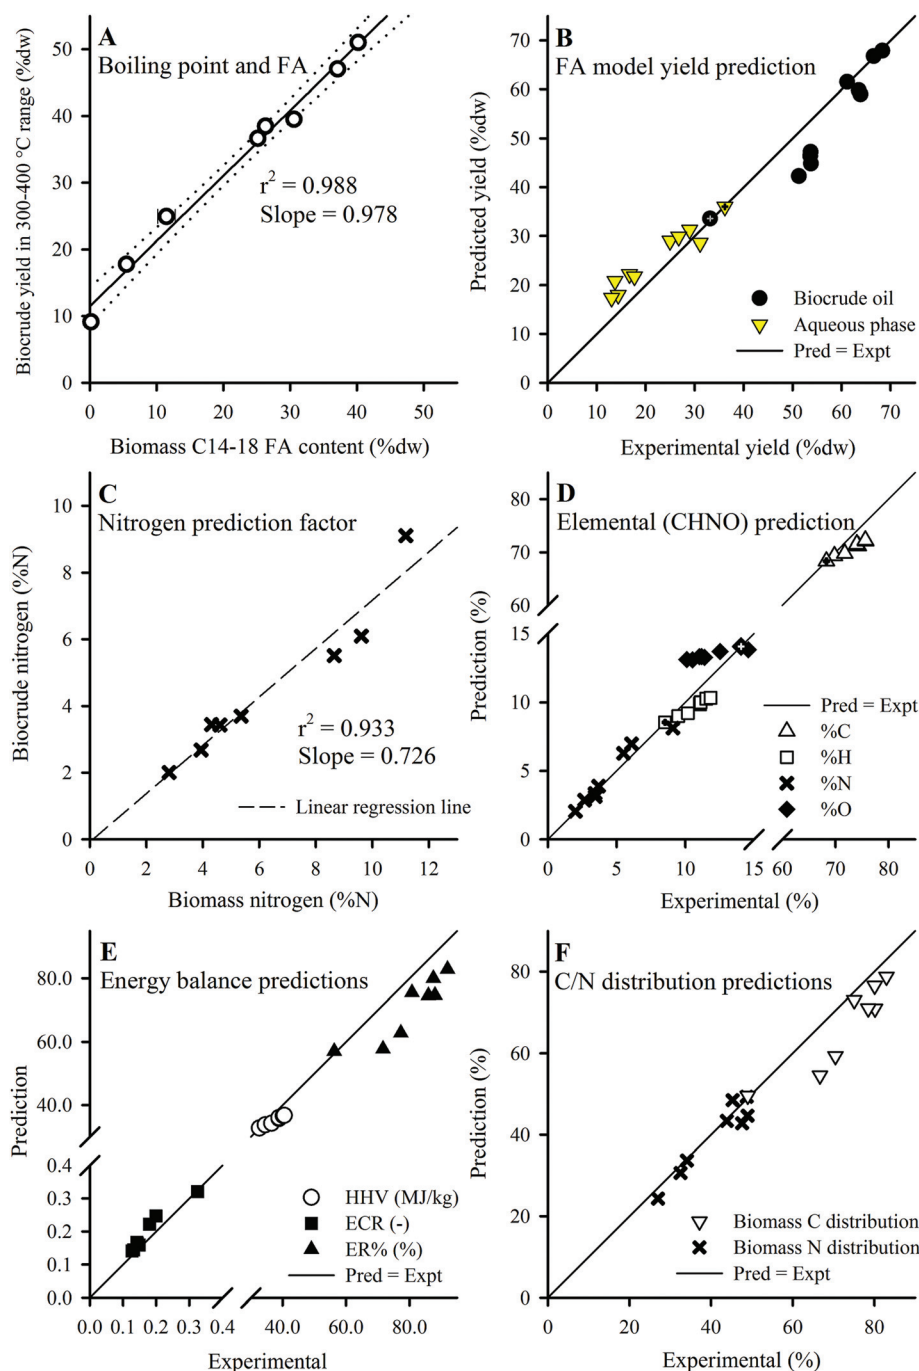 A
Boiling point and FA
Biocrude yield in 300-400 °C range (%dw)
50
40
30
20
10
0
r² = 0.988
Slope = 0.978
0 10 20 30 40 50
Biomass C14-18 FA content (%dw)
B
FA model yield prediction
Predicted yield (%dw)
70
60
50
40
30
20
10
0
Biocrude oil
Aqueous phase
Pred = Expt
0 10 20 30 40 50 60 70
Experimental yield (%dw)
C
Nitrogen prediction factor
Biocrude nitrogen (%N)
10
8
6
4
2
0
r² = 0.933
Slope = 0.726
Linear regression line
0 2 4 6 8 10 12
Biomass nitrogen (%N)
D
Elemental (CHNO) prediction
Prediction (%)
80
70
60
15
10
5
0
Pred = Expt
%C
%H
%N
%O
0 5 10 15 60 70 80
Experimental (%)
E
Energy balance predictions
Prediction
80.0
60.0
40.0
0.4
0.3
0.2
0.1
0.0
HHV (MJ/kg)
ECR (-)
ER% (%)
Pred = Expt
0.0 0.1 0.2 0.3 0.4 40.0 60.0 80.0
Experimental
F
C/N distribution predictions
Prediction (%)
80
60
40
20
0
Biomass C distribution
Biomass N distribution
Pred = Expt
0 20 40 60 80
Experimental (%)